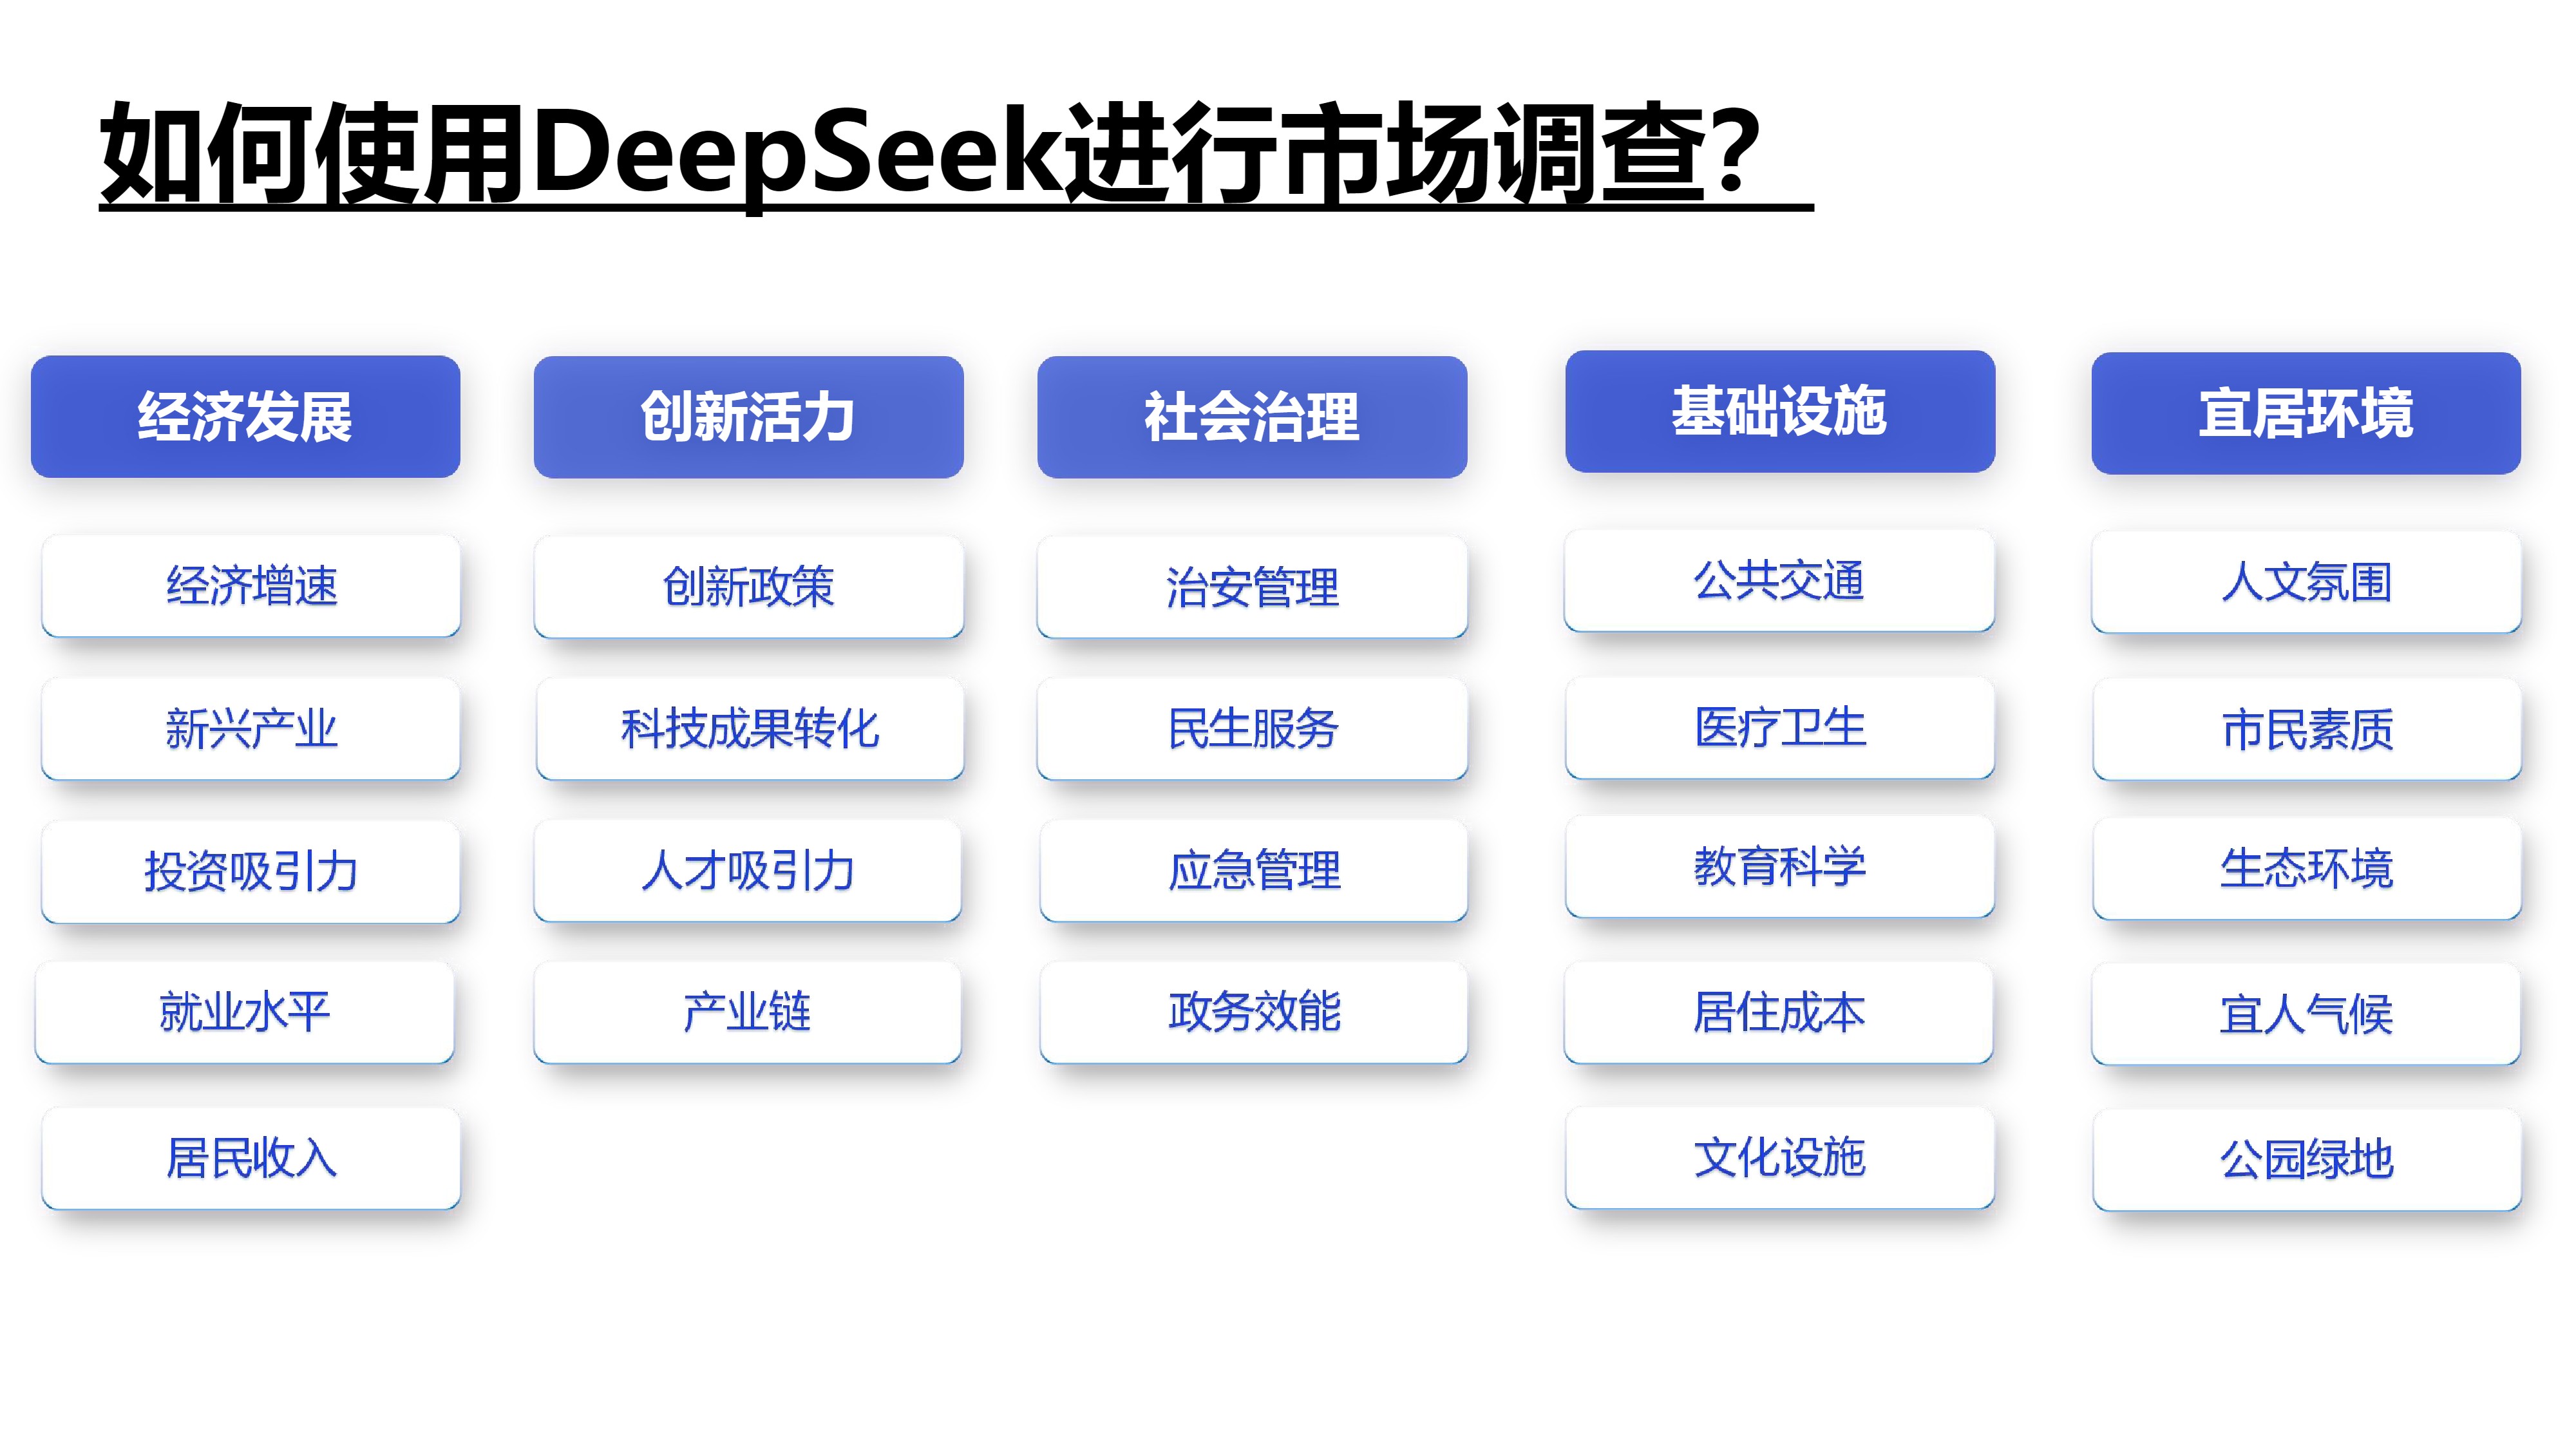 如何使用DeepSeek进行市场调查？
经济发展
经济增速
新兴产业
投资吸引力
就业水平
居民收入
创新活力
创新政策
科技成果转化
人才吸引力
产业链
社会治理
治安管理
民生服务
应急管理
政务效能
基础设施
公共交通
医疗卫生
教育科学
居住成本
文化设施
宜居环境
人文氛围
市民素质
生态环境
宜人气候
公园绿地